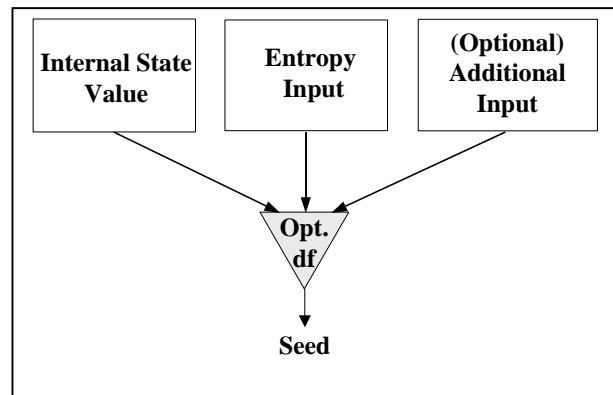 Internal State
Value
Entropy
Input
(Optional)
Additional
Input
Opt.
df
Seed